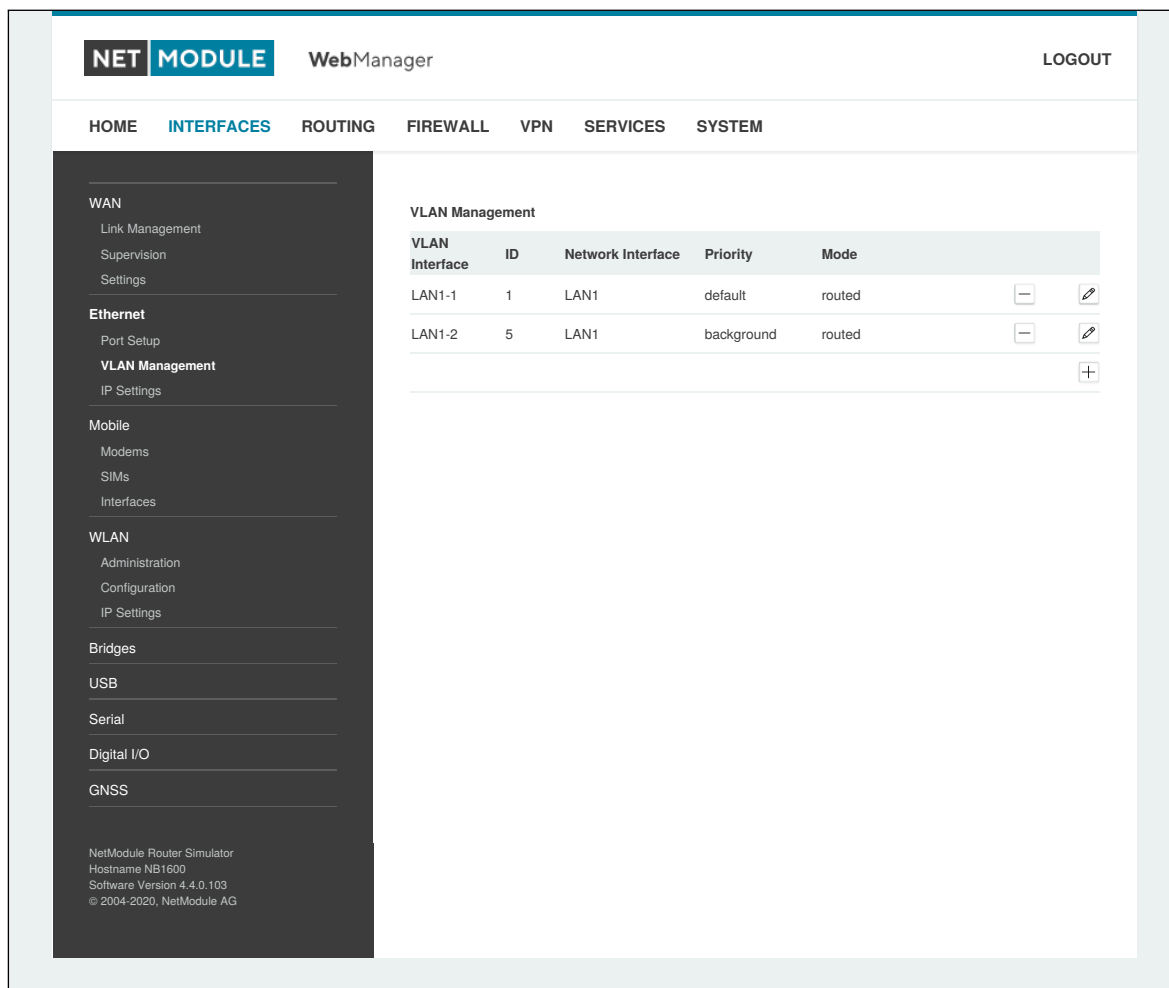 NET MODULE WebManager LOGOUT
HOME INTERFACES ROUTING FIREWALL VPN SERVICES SYSTEM
WAN
Link Management
Supervision
Settings
Ethernet
Port Setup
VLAN Management
IP Settings
Mobile
Modems
SIMs
Interfaces
WLAN
Administration
Configuration
IP Settings
Bridges
USB
Serial
Digital I/O
GNSS
NetModule Router Simulator
Hostname NB1600
Software Version 4.4.0.103
© 2004-2020, NetModule AG
VLAN Management
VLAN Interface ID Network Interface Priority Mode
LAN1-1 1 LAN1 default routed
LAN1-2 5 LAN1 background routed